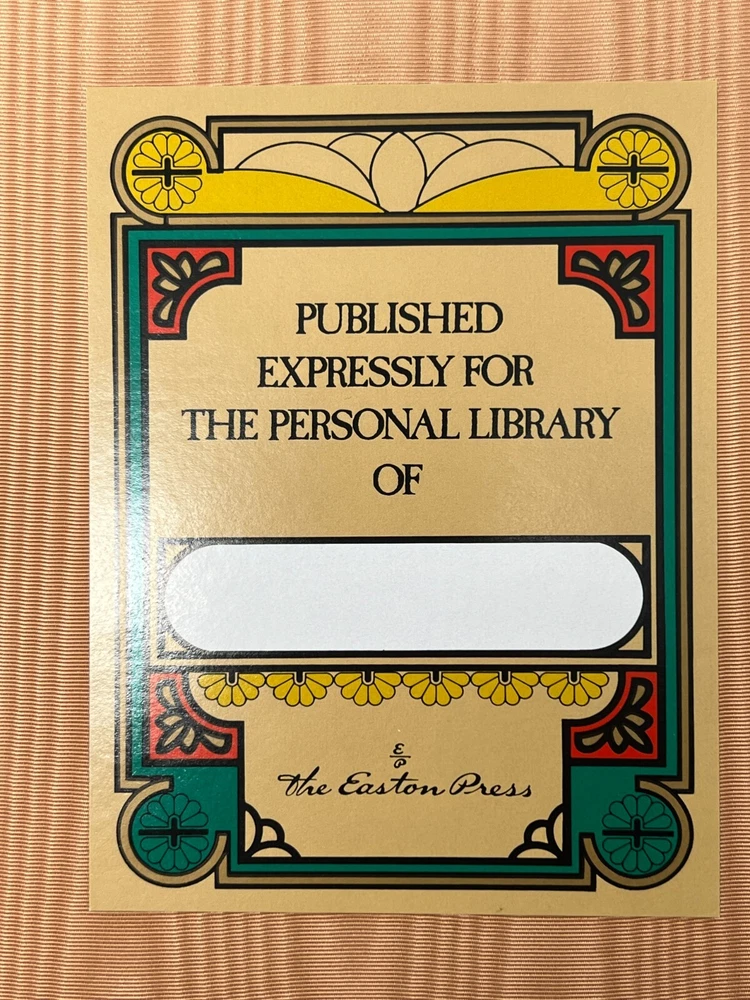 PUBLISHED
EXPRESSLY FOR
THE PERSONAL LIBRARY
OF
E
P
The Easton Press